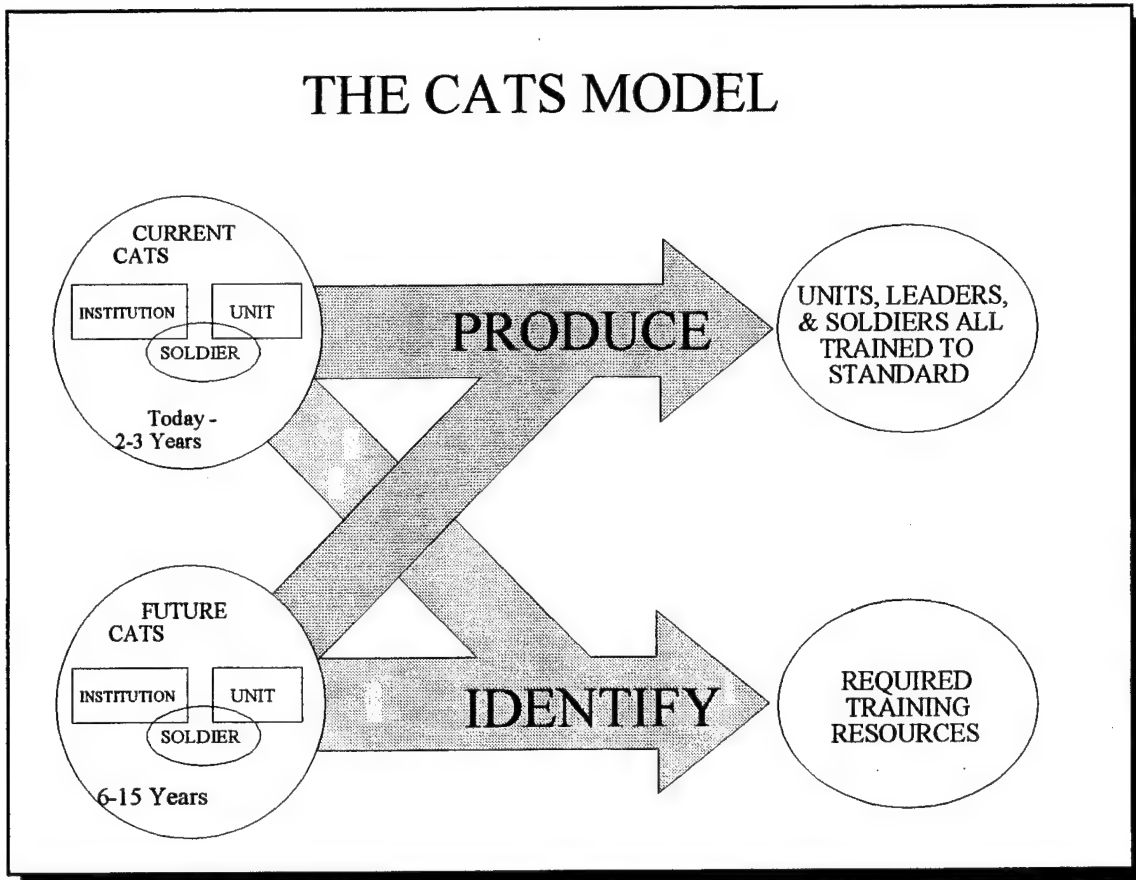 THE CATS MODEL
CURRENT
CATS
INSTITUTION
UNIT
SOLDIER
Today -
2-3 Years
PRODUCE
UNITS, LEADERS,
& SOLDIERS ALL
TRAINED TO
STANDARD
FUTURE
CATS
INSTITUTION
UNIT
SOLDIER
6-15 Years
IDENTIFY
REQUIRED
TRAINING
RESOURCES